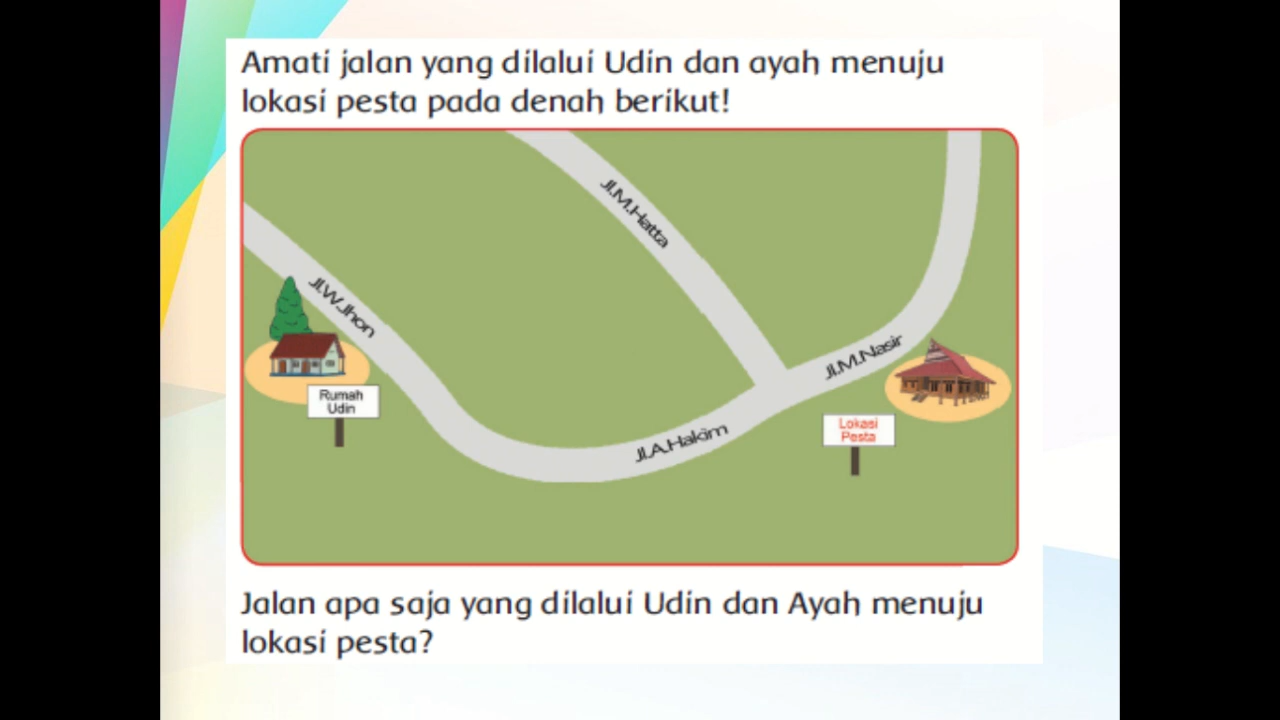 Amati jalan yang dilalui Udin dan ayah menuju
lokasi pesta pada denah berikut!
Jl.M.Hatta
Jl.W.Jhon
Jl.M.Nasir
Rumah
Udin
Lokasi
Pesta
Jl.A.Hakim
Jalan apa saja yang dilalui Udin dan Ayah menuju
lokasi pesta?